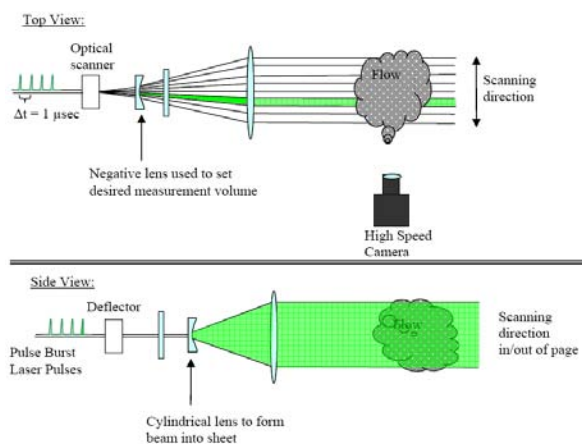 Top View:
Optical
scanner
Flow
Scanning
direction
Δt = 1 μsec
Negative lens used to set
desired measurement volume
High Speed
Camera
Side View:
Deflector
Flow
Scanning
direction
in/out of page
Pulse Burst
Laser Pulses
Cylindrical lens to form
beam into sheet